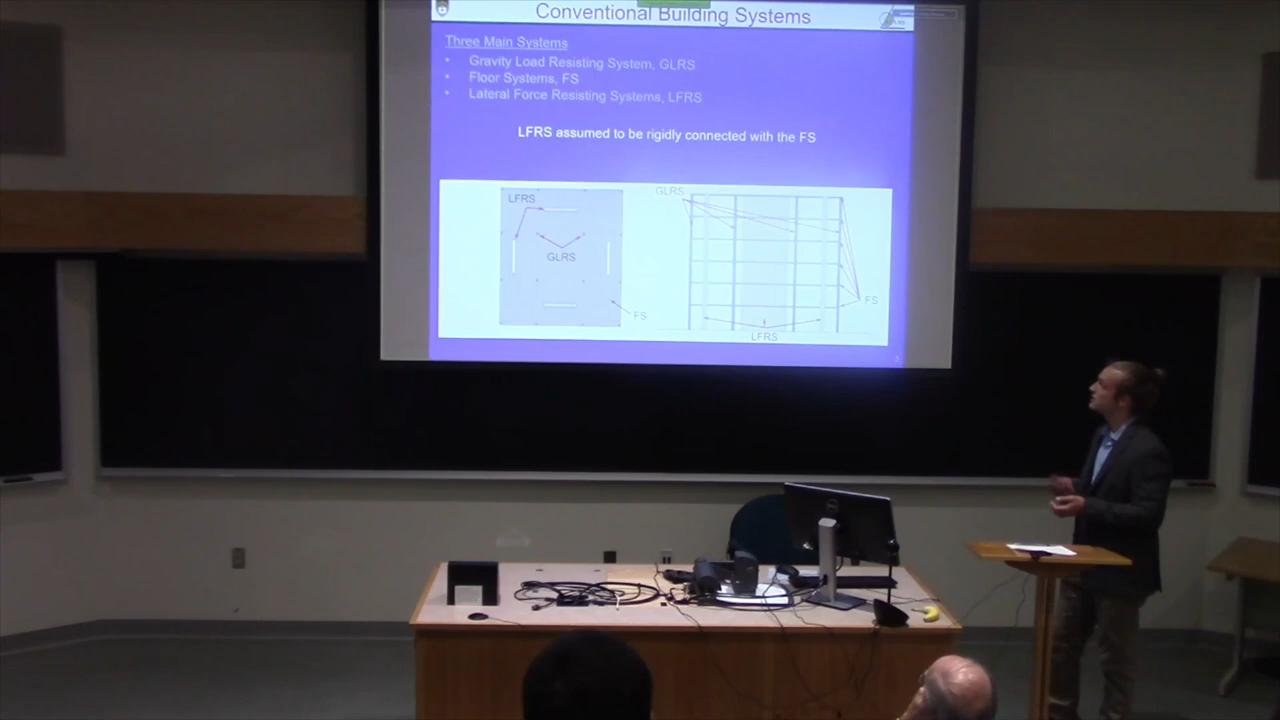 Conventional Building Systems
Three Main Systems
• Gravity Load Resisting System, GLRS
• Floor Systems, FS
• Lateral Force Resisting Systems, LFRS
LFRS assumed to be rigidly connected with the FS
LFRS
GLRS
FS
GLRS
FS
LFRS